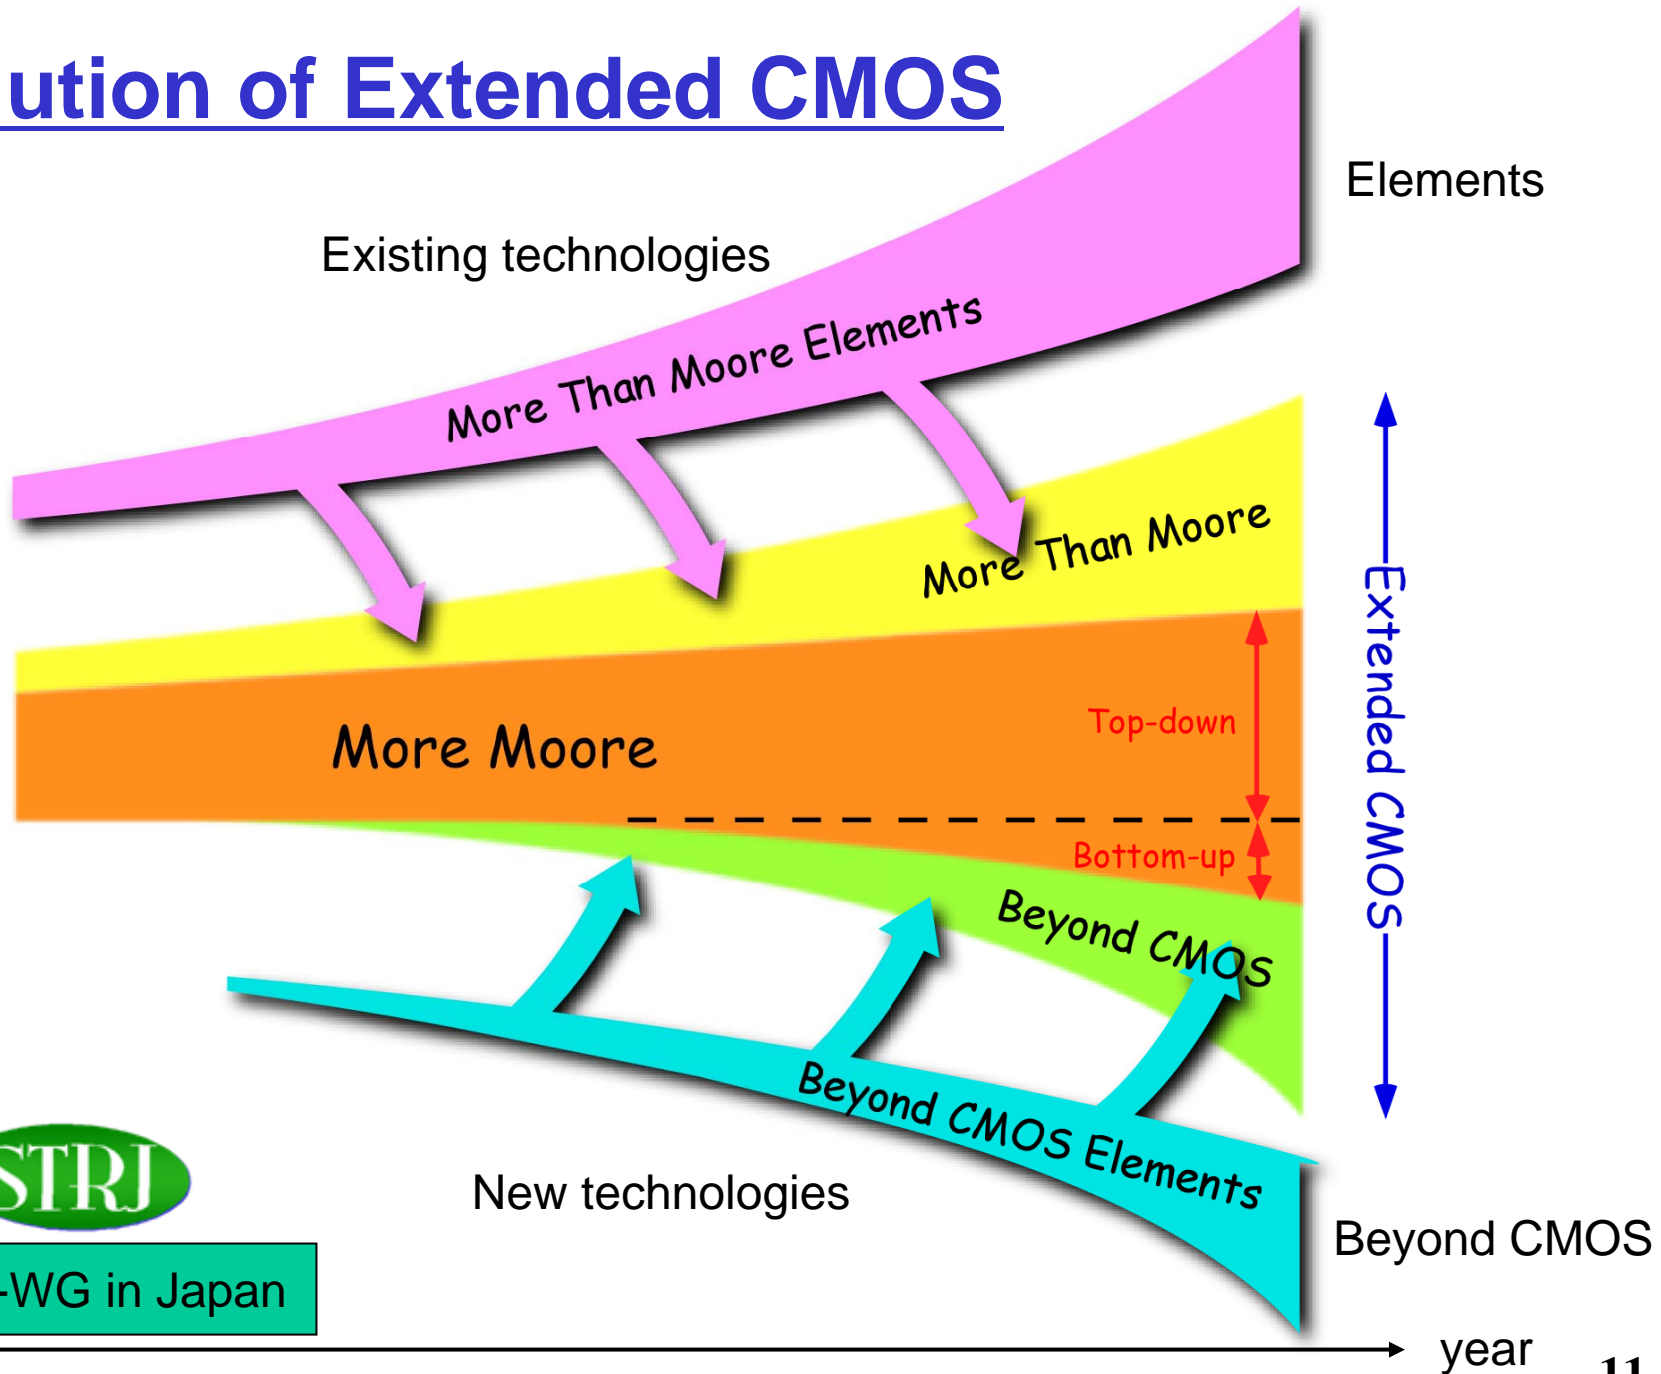 ution of Extended CMOS
Elements
Existing technologies
More Than Moore Elements
More Than Moore
Extended CMOS
Top-down
More Moore
Bottom-up
Beyond CMOS
Beyond CMOS Elements
STRJ
New technologies
Beyond CMOS
-WG in Japan
year
11